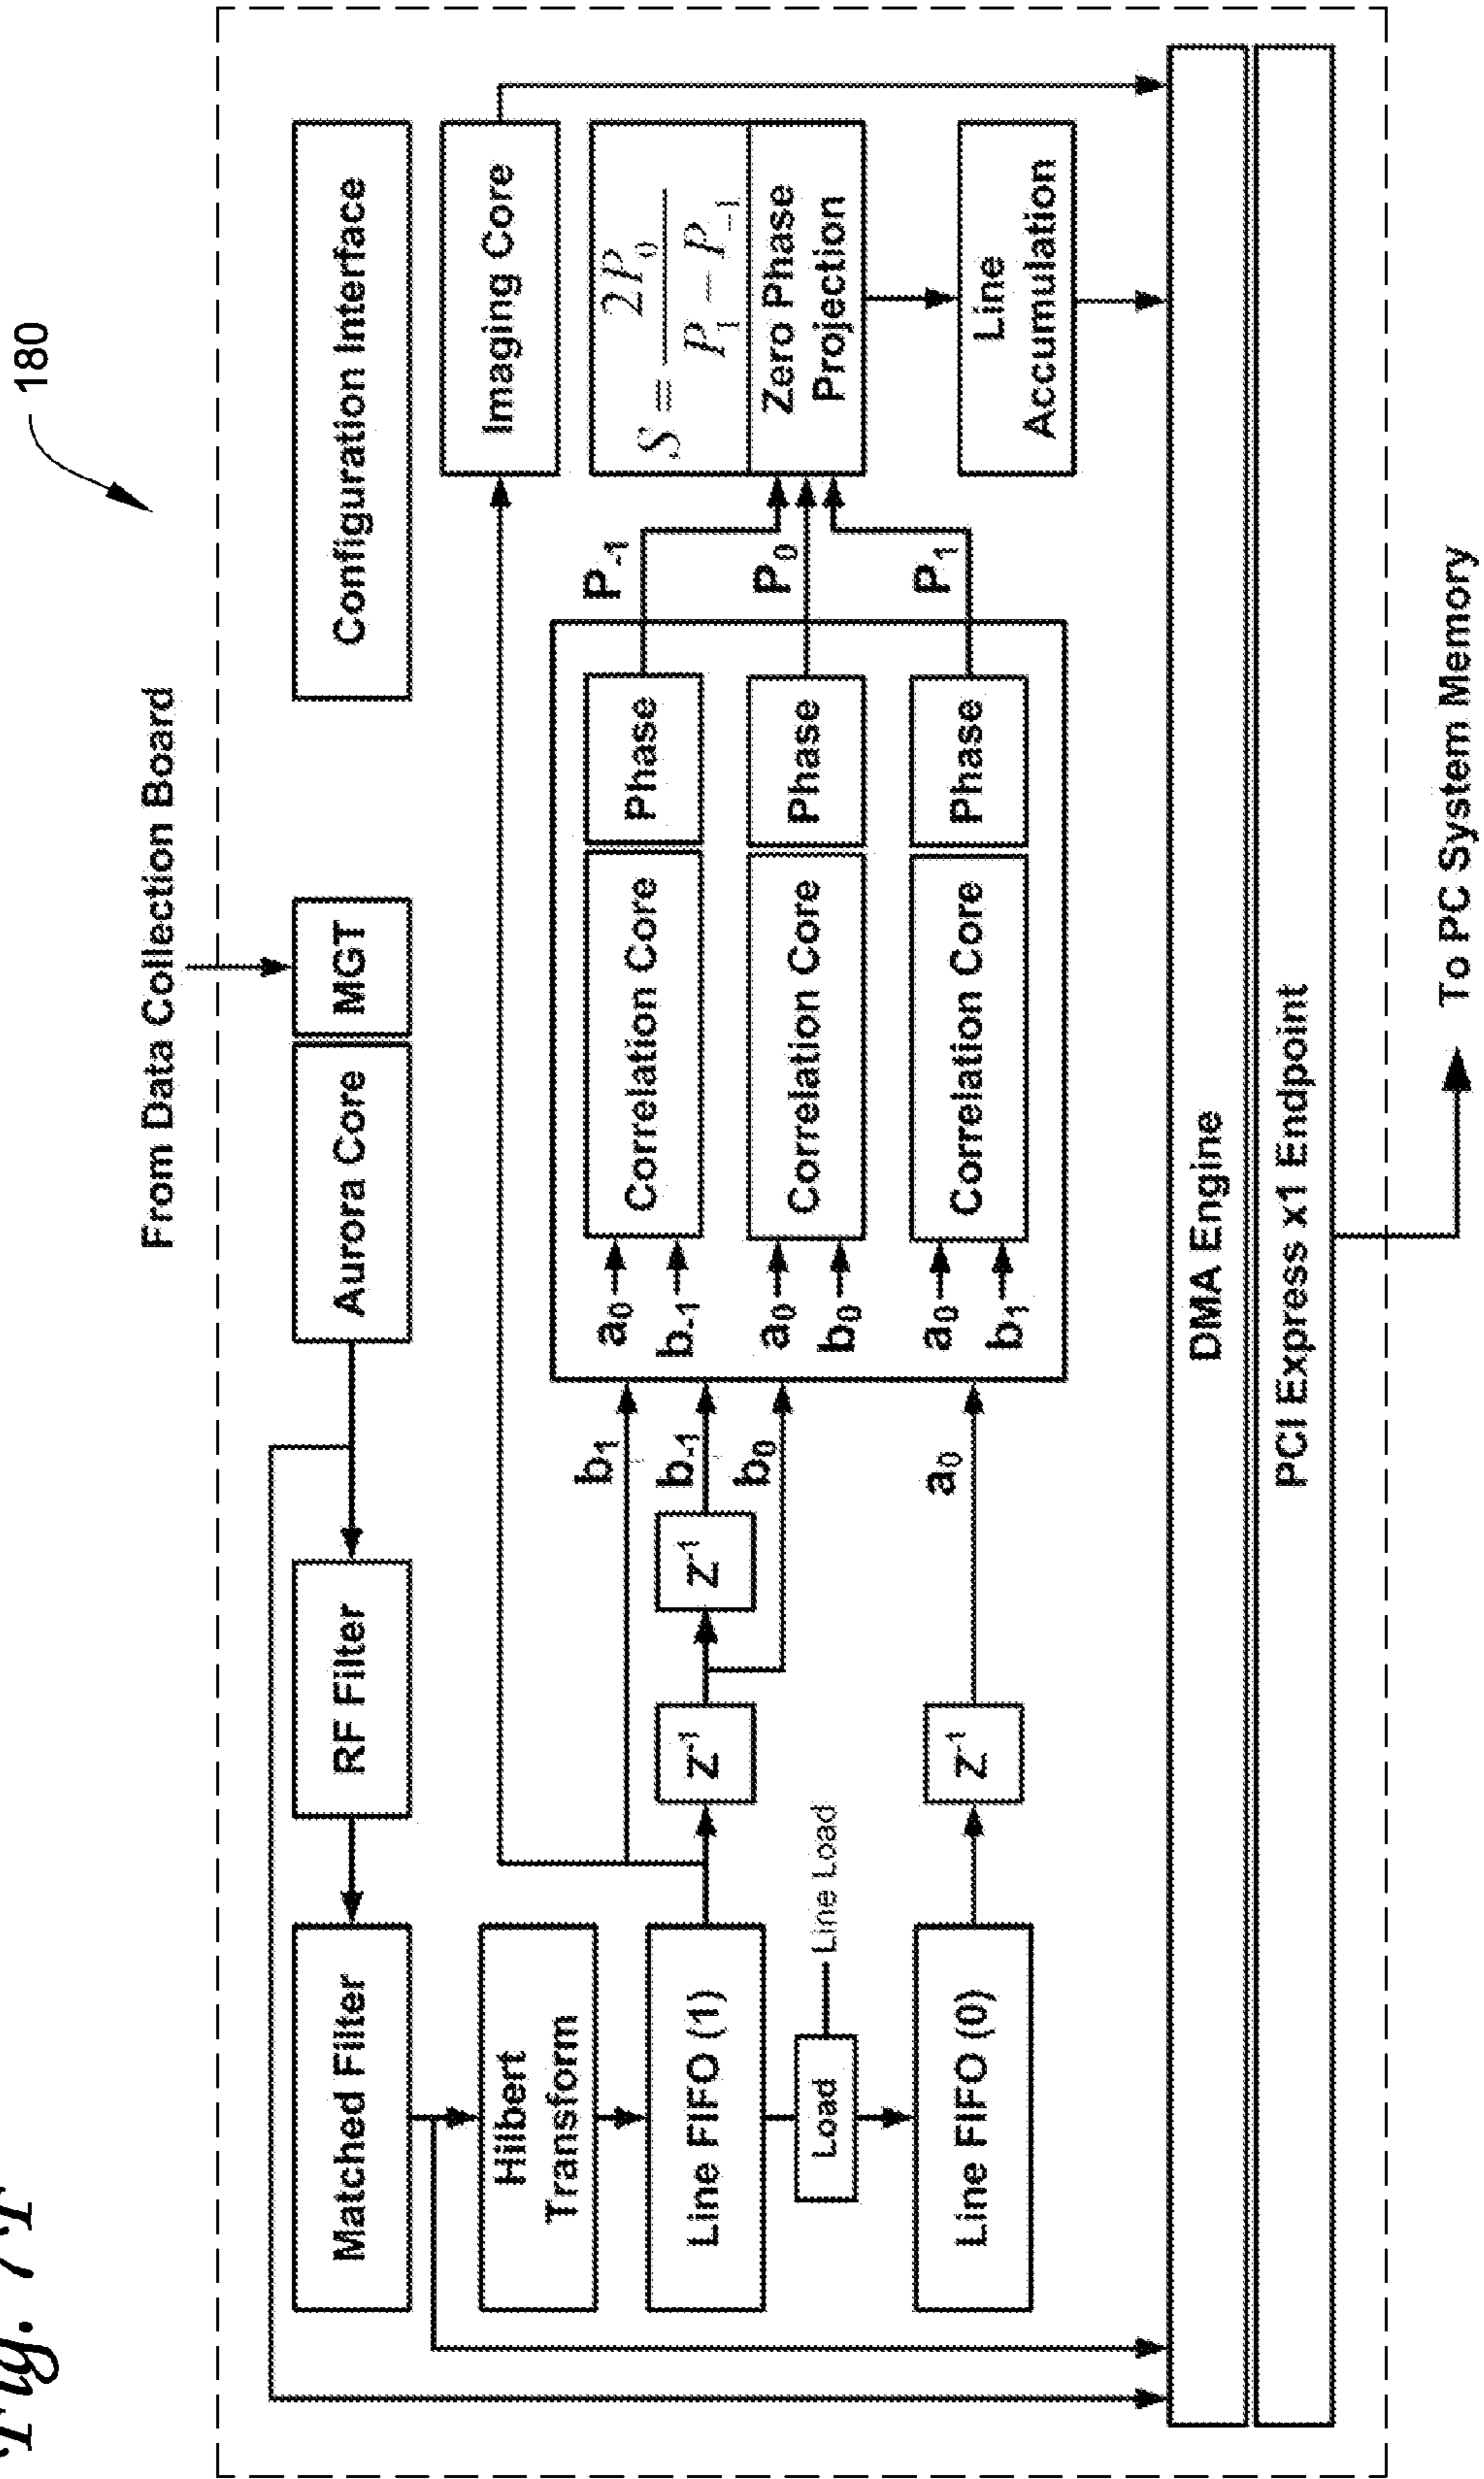 Fig. 7I
180
From Data Collection Board
Matched Filter
RF Filter
Aurora Core
MGT
Configuration Interface
Hilbert
Transform
Imaging Core
Line FIFO (1)
Z⁻¹
Z⁻¹
b₁
b₋₁
b₀
Load
Line Load
Line FIFO (0)
Z⁻¹
a₀
a₀
b₋₁
Correlation Core
Phase
P₋₁
a₀
b₀
Correlation Core
Phase
P₀
a₀
b₁
Correlation Core
Phase
P₁
S = 2P₀ / P₁ − P₋₁
Zero Phase
Projection
Line
Accumulation
DMA Engine
PCI Express x1 Endpoint
To PC System Memory